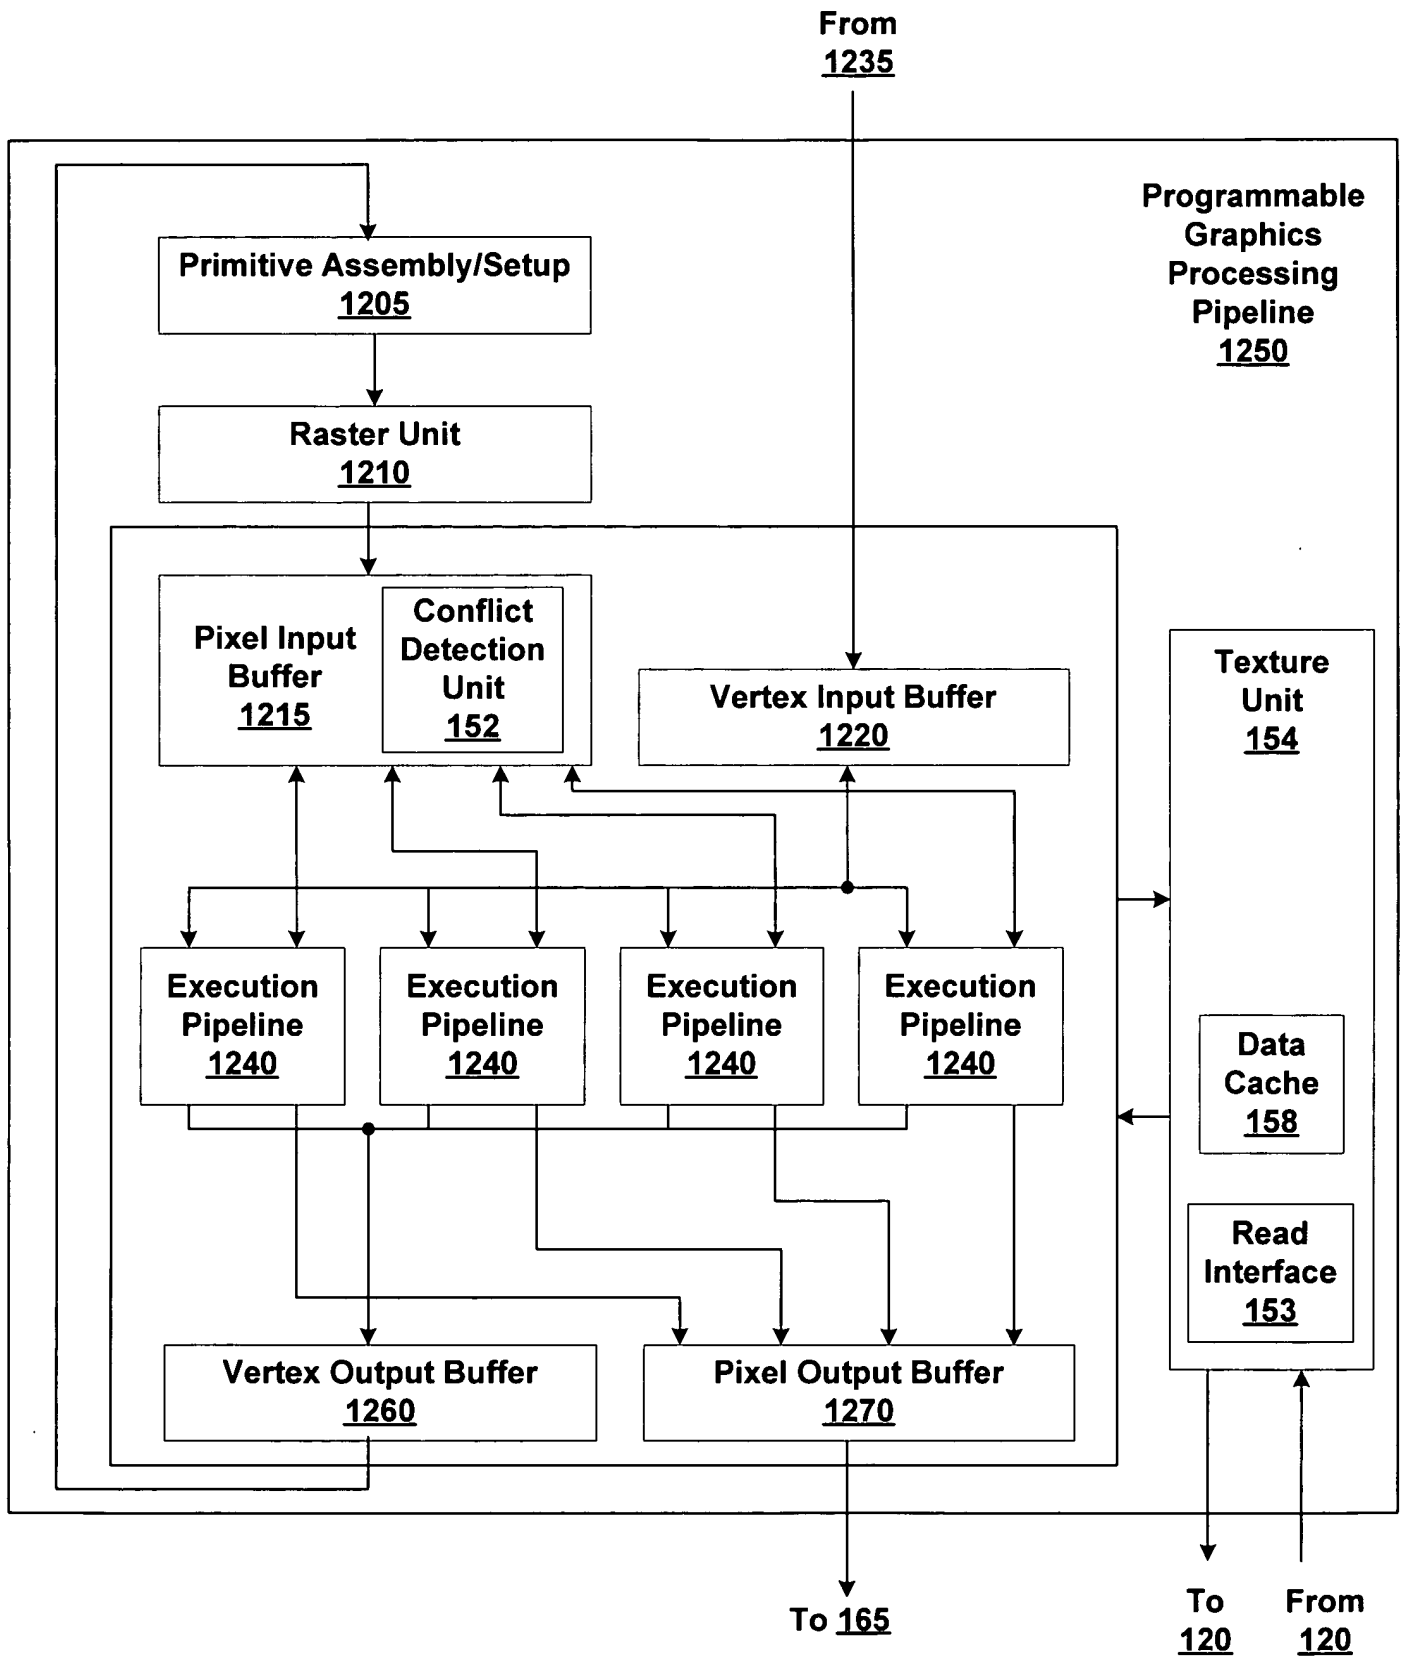 From
1235
Programmable
Graphics
Processing
Pipeline
1250
Primitive Assembly/Setup
1205
Raster Unit
1210
Pixel Input
Buffer
1215
Conflict
Detection
Unit
152
Vertex Input Buffer
1220
Texture
Unit
154
Execution
Pipeline
1240
Execution
Pipeline
1240
Execution
Pipeline
1240
Execution
Pipeline
1240
Data
Cache
158
Read
Interface
153
Vertex Output Buffer
1260
Pixel Output Buffer
1270
To 165
To
120
From
120